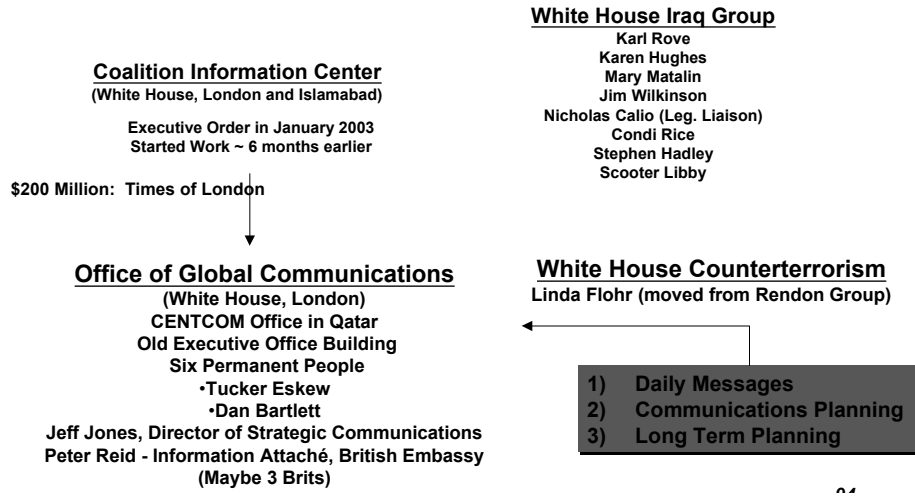 White House Iraq Group
Karl Rove
Karen Hughes
Mary Matalin
Jim Wilkinson
Nicholas Calio (Leg. Liaison)
Condi Rice
Stephen Hadley
Scooter Libby
Coalition Information Center
(White House, London and Islamabad)
Executive Order in January 2003
Started Work ~ 6 months earlier
$200 Million: Times of London
Office of Global Communications
(White House, London)
CENTCOM Office in Qatar
Old Executive Office Building
Six Permanent People
•Tucker Eskew
•Dan Bartlett
Jeff Jones, Director of Strategic Communications
Peter Reid - Information Attaché, British Embassy
(Maybe 3 Brits)
White House Counterterrorism
Linda Flohr (moved from Rendon Group)
1) Daily Messages
2) Communications Planning
3) Long Term Planning